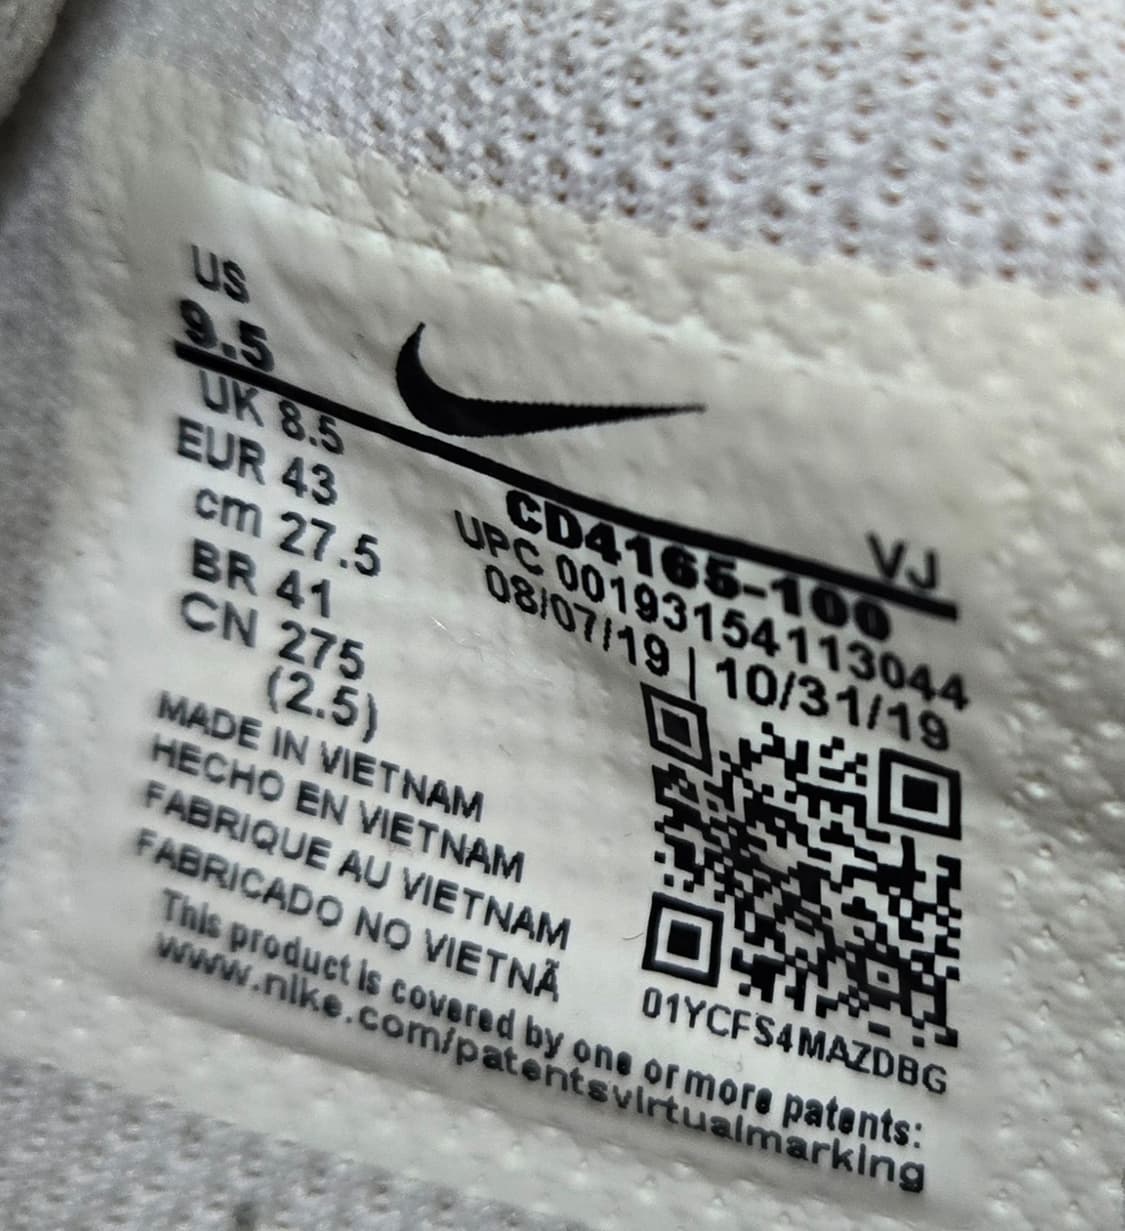 US
9.5
UK 8.5
EUR 43
cm 27.5
BR 41
CN 275
(2.5)
VJ
CD4165-100
UPC 00193154113044
08/07/19 | 10/31/19
MADE IN VIETNAM
HECHO EN VIETNAM
FABRIQUE AU VIETNAM
FABRICADO NO VIETNÃ
01YCFS4MAZDBG
This product is covered by one or more patents:
www.nike.com/patentsvirtualmarking